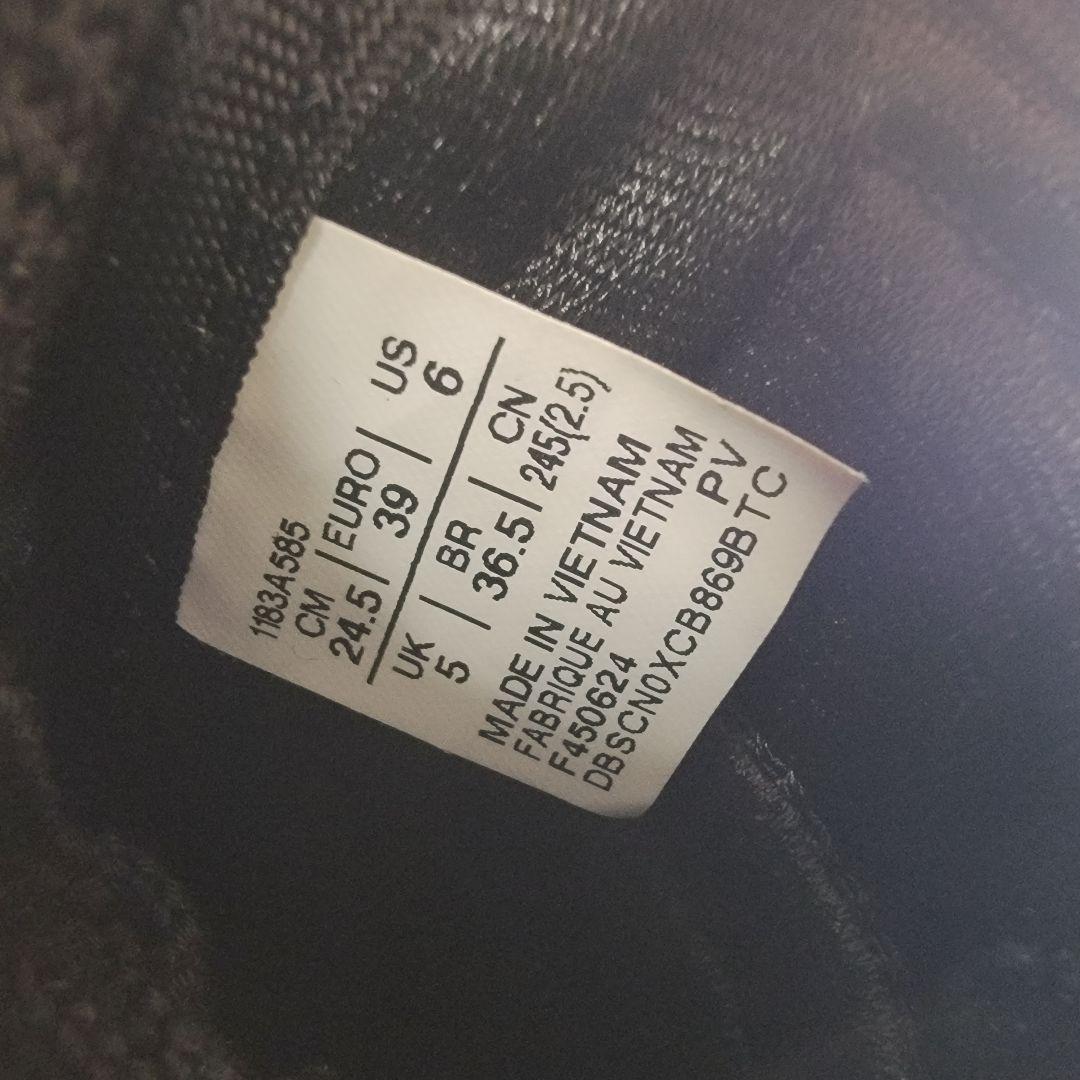 1183A585
CM | EURO | US
24.5 | 39 | 6
UK | BR | CN
5 | 36.5 | 245(2.5)
MADE IN VIETNAM
FABRIQUE AU VIETNAM
F450624 PV
DBSCN0XCB869BTC